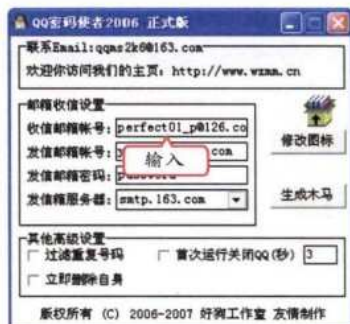 QQ密码使者2006 正式版
联系Email:qqms2k6@163.com
欢迎你访问我们的主页: http://www.wzmm.cn
邮箱收信设置
收信邮箱帐号: perfect01_p@126.co
修改图标
发信邮箱帐号: .com
输入
发信邮箱密码:
发信箱服务器: smtp.163.com
生成木马
其他高级设置
过滤重复号码 首次运行关闭QQ(秒) 3
立即删除自身
版权所有 (C) 2006-2007 好狗工作室 友情制作